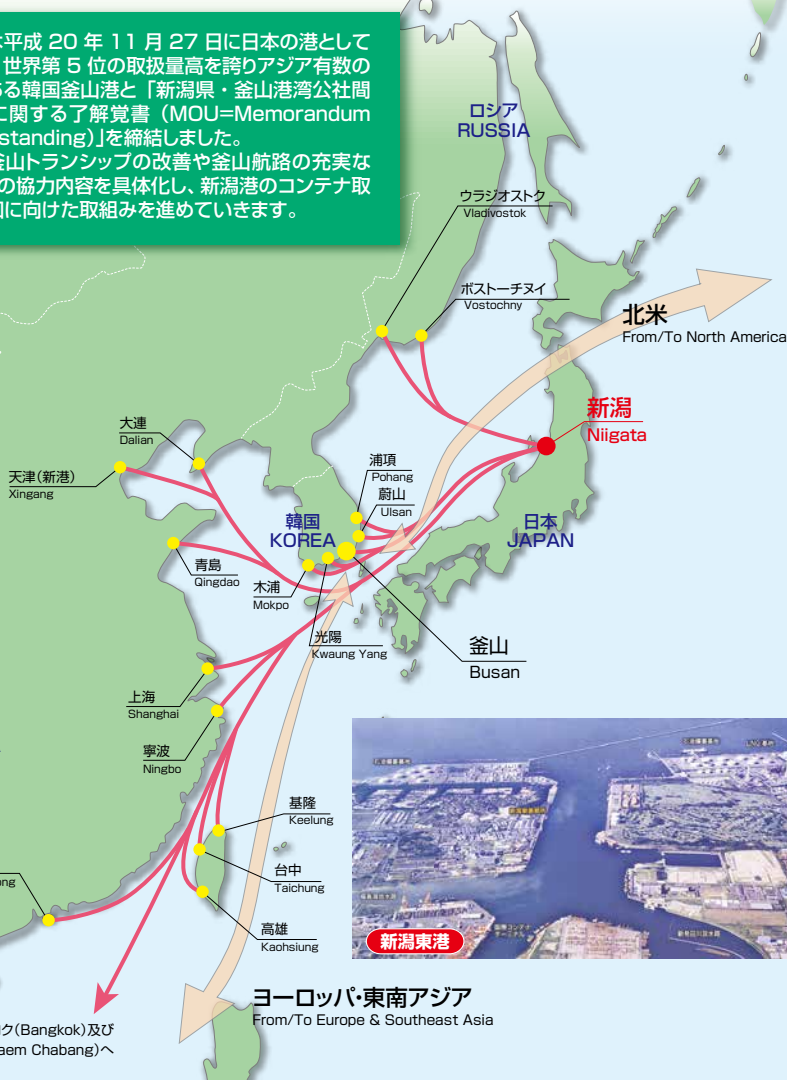 平成 20 年 11 月 27 日に日本の港として
世界第 5 位の取扱量高を誇りアジア有数の
ある韓国釜山港と「新潟県・釜山港湾公社間
に関する了解覚書（MOU=Memorandum
standing）」を締結しました。
釜山トランシップの改善や釜山航路の充実な
の協力内容を具体化し、新潟港のコンテナ取
に向けた取組みを進めていきます。
ロシア
RUSSIA
ウラジオストク
Vladivostok
ボストーチヌイ
Vostochny
北米
From/To North America
新潟
Niigata
大連
Dalian
天津（新港）
Xingang
浦項
Pohang
蔚山
Ulsan
韓国
KOREA
日本
JAPAN
青島
Qingdao
木浦
Mokpo
光陽
Kwaung Yang
釜山
Busan
上海
Shanghai
寧波
Ningbo
基隆
Keelung
台中
Taichung
高雄
Kaohsiung
ong
新潟東港
ヨーロッパ・東南アジア
From/To Europe & Southeast Asia
ク(Bangkok)及び
aem Chabang)へ